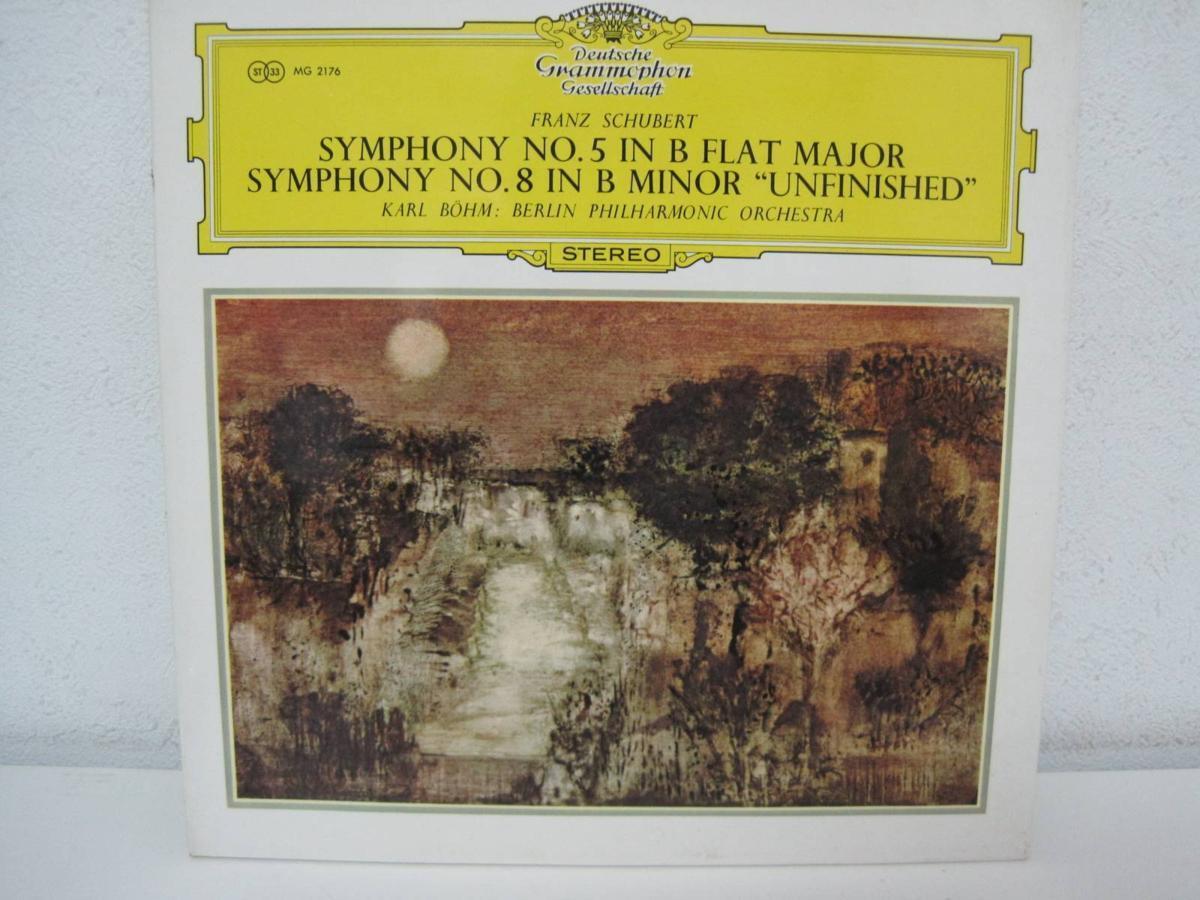 Deutsche
Grammophon
Gesellschaft
ST 33 MG 2176
FRANZ SCHUBERT
SYMPHONY NO. 5 IN B FLAT MAJOR
SYMPHONY NO. 8 IN B MINOR “UNFINISHED”
KARL BÖHM: BERLIN PHILHARMONIC ORCHESTRA
STEREO